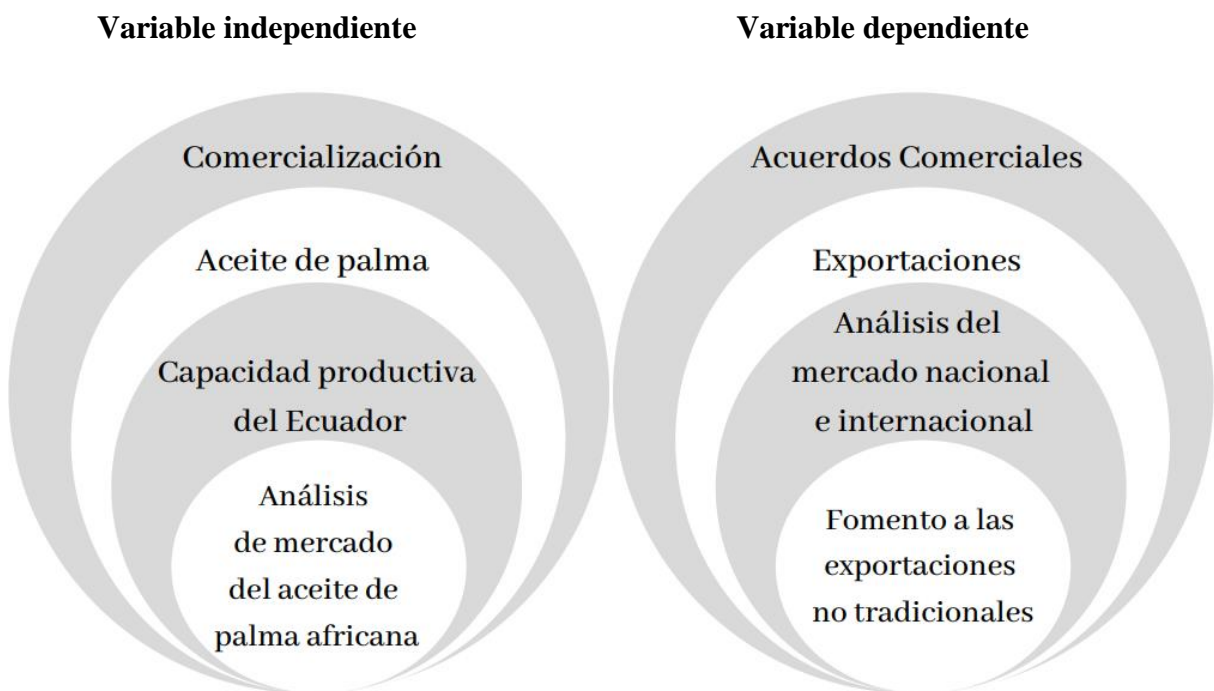 Variable independiente
Variable dependiente
Comercialización
Aceite de palma
Capacidad productiva
del Ecuador
Análisis
de mercado
del aceite de
palma africana
Acuerdos Comerciales
Exportaciones
Análisis del
mercado nacional
e internacional
Fomento a las
exportaciones
no tradicionales